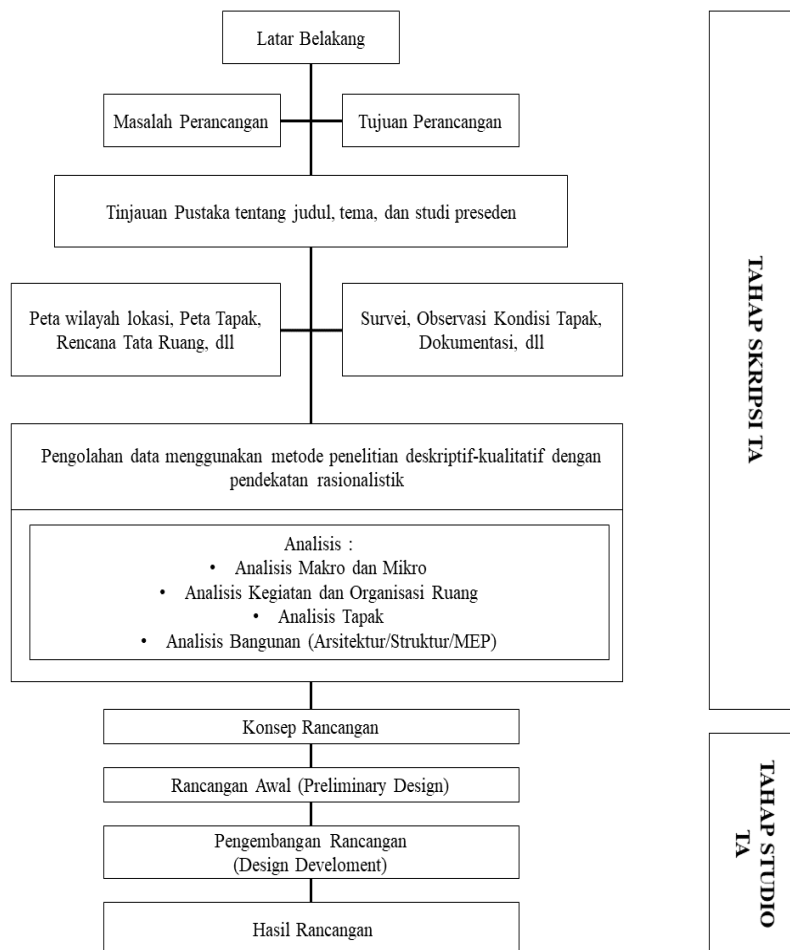 Latar Belakang
Masalah Perancangan
Tujuan Perancangan
Tinjauan Pustaka tentang judul, tema, dan studi preseden
Peta wilayah lokasi, Peta Tapak,
Rencana Tata Ruang, dll
Survei, Observasi Kondisi Tapak,
Dokumentasi, dll
Pengolahan data menggunakan metode penelitian deskriptif-kualitatif dengan
pendekatan rasionalistik
Analisis :
• Analisis Makro dan Mikro
• Analisis Kegiatan dan Organisasi Ruang
• Analisis Tapak
• Analisis Bangunan (Arsitektur/Struktur/MEP)
Konsep Rancangan
Rancangan Awal (Preliminary Design)
Pengembangan Rancangan
(Design Develoment)
Hasil Rancangan
TAHAP SKRIPSI TA
TAHAP STUDIO
TA